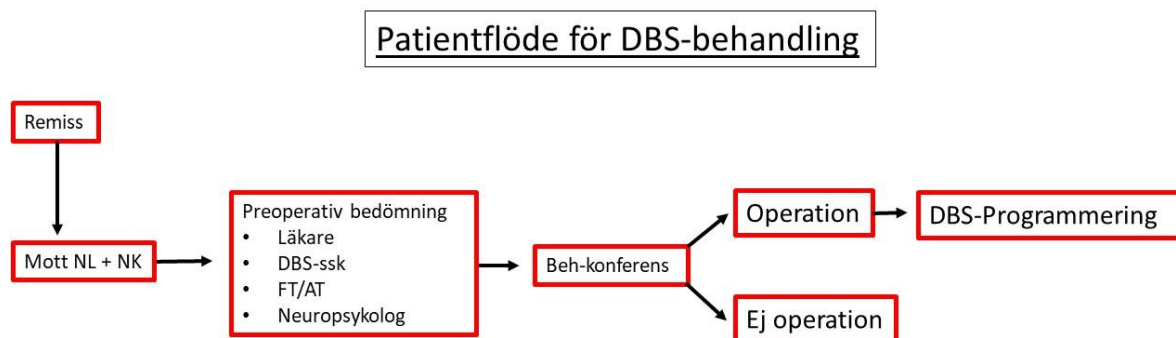 Patientflöde för DBS-behandling
Remiss
Mott NL + NK
Preoperativ bedömning
• Läkare
• DBS-ssk
• FT/AT
• Neuropsykolog
Beh-konferens
Operation
DBS-Programmering
Ej operation